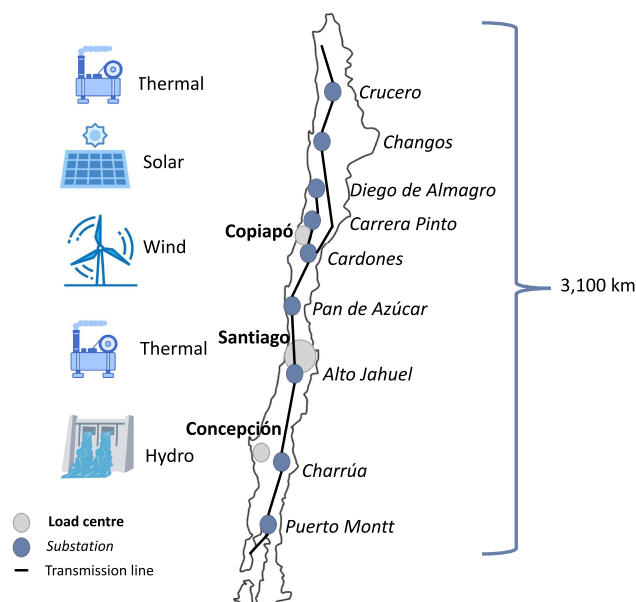 Thermal
Crucero
Changos
Solar
Diego de Almagro
Copiapó
Carrera Pinto
Wind
Cardones
3,100 km
Pan de Azúcar
Santiago
Thermal
Alto Jahuel
Concepción
Hydro
Charrúa
Load centre
Puerto Montt
Substation
Transmission line